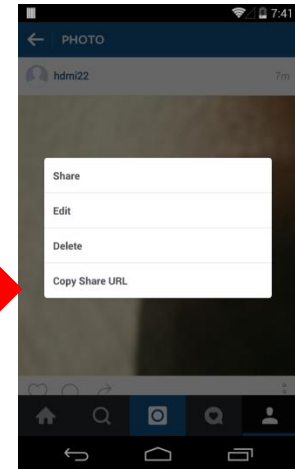 7:41
PHOTO
hdmi22 7m
Share
Edit
Delete
Copy Share URL